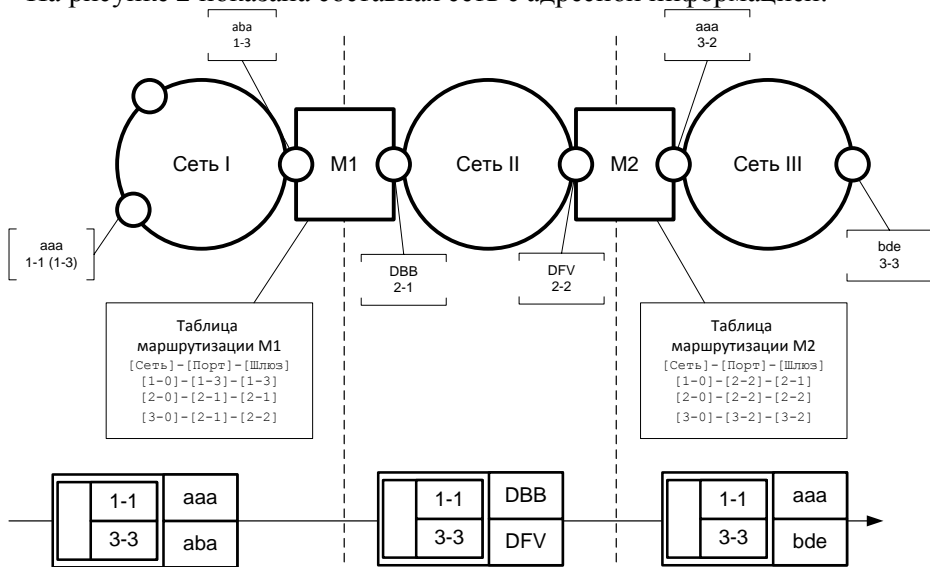 На рисунке 2 показана составная сеть с адресной информацией.
aba
1-3
aaa
3-2
Сеть I
М1
Сеть II
М2
Сеть III
aaa
1-1 (1-3)
DBB
2-1
DFV
2-2
bde
3-3
Таблица
маршрутизации М1
[Сеть]-[Порт]-[Шлюз]
[1-0]-[1-3]-[1-3]
[2-0]-[2-1]-[2-1]
[3-0]-[2-1]-[2-2]
Таблица
маршрутизации М2
[Сеть]-[Порт]-[Шлюз]
[1-0]-[2-2]-[2-1]
[2-0]-[2-2]-[2-2]
[3-0]-[3-2]-[3-2]
1-1 aaa
3-3 aba
1-1 DBB
3-3 DFV
1-1 aaa
3-3 bde